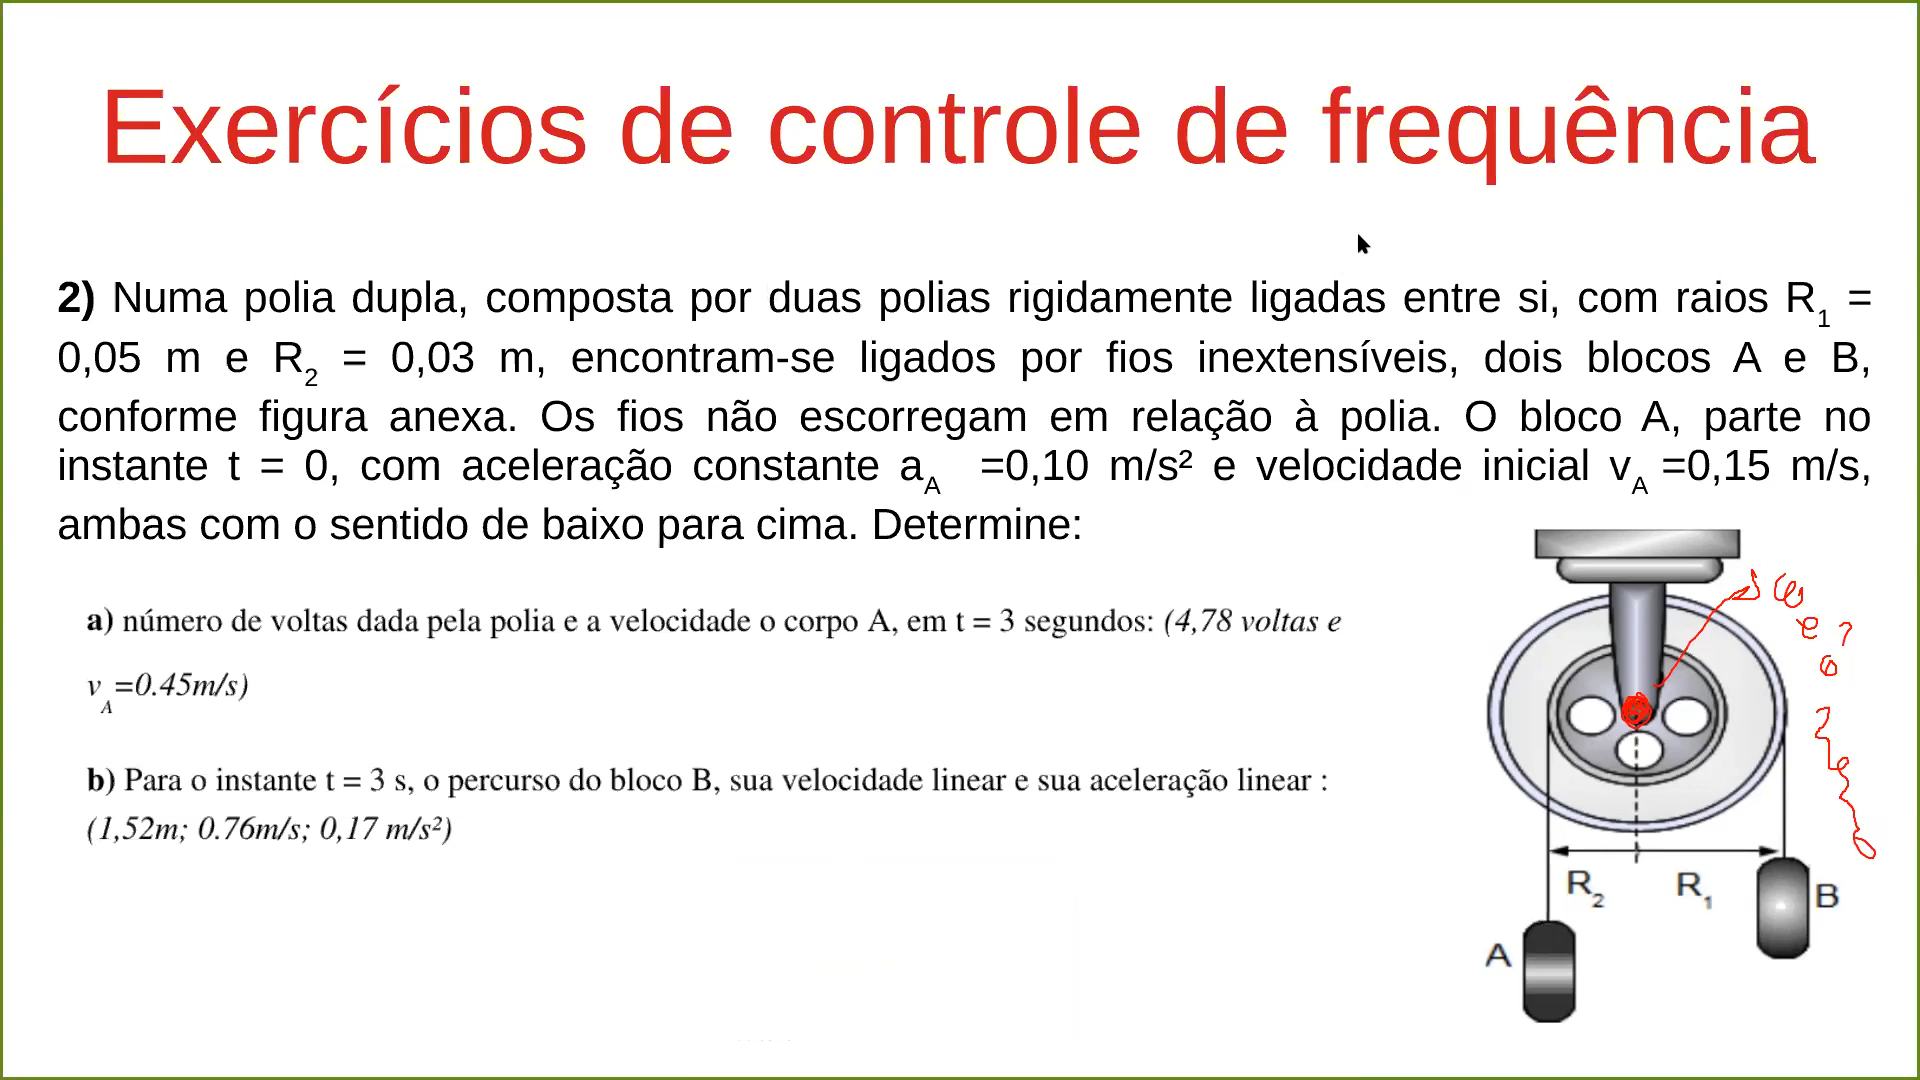 Exercícios de controle de frequência
2) Numa polia dupla, composta por duas polias rigidamente ligadas entre si, com raios R1 =
0,05 m e R2 = 0,03 m, encontram-se ligados por fios inextensíveis, dois blocos A e B,
conforme figura anexa. Os fios não escorregam em relação à polia. O bloco A, parte no
instante t = 0, com aceleração constante aA =0,10 m/s² e velocidade inicial vA =0,15 m/s,
ambas com o sentido de baixo para cima. Determine:
a) número de voltas dada pela polia e a velocidade o corpo A, em t = 3 segundos: (4,78 voltas e
vA=0.45m/s)
b) Para o instante t = 3 s, o percurso do bloco B, sua velocidade linear e sua aceleração linear :
(1,52m; 0.76m/s; 0,17 m/s²)
R2
R1
B
A